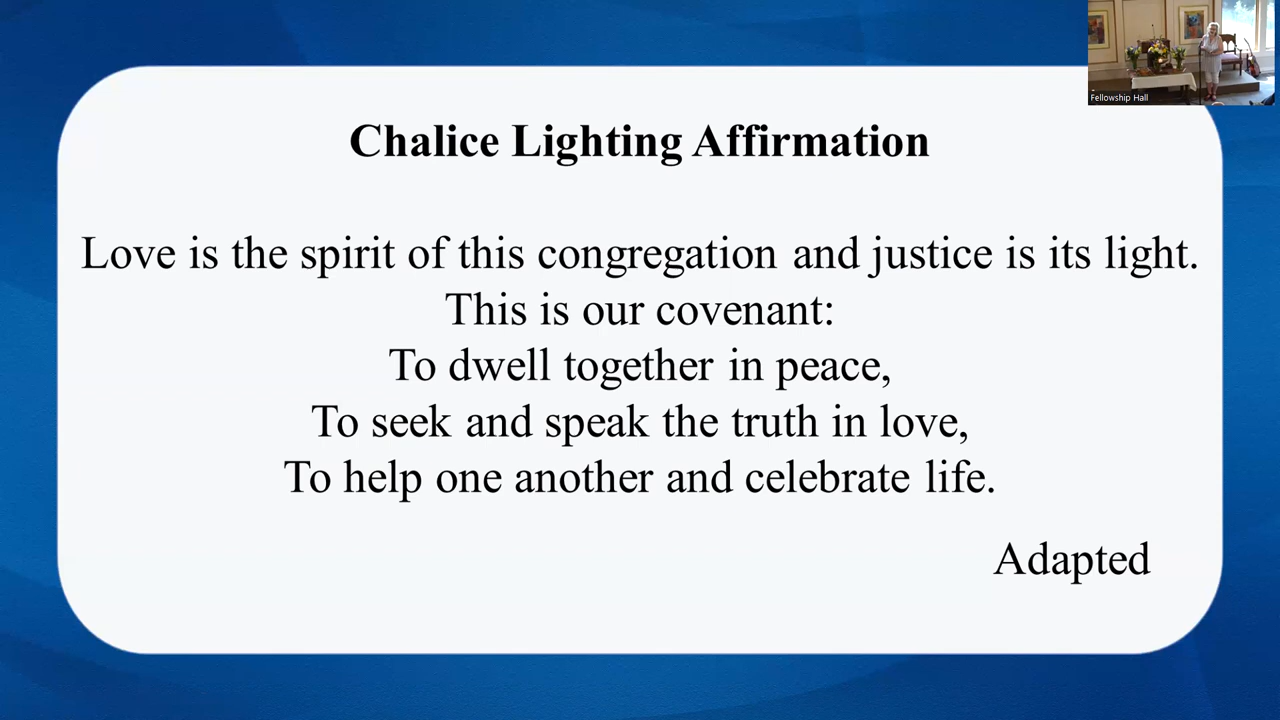 Fellowship Hall
Chalice Lighting Affirmation
Love is the spirit of this congregation and justice is its light.
This is our covenant:
To dwell together in peace,
To seek and speak the truth in love,
To help one another and celebrate life.
Adapted